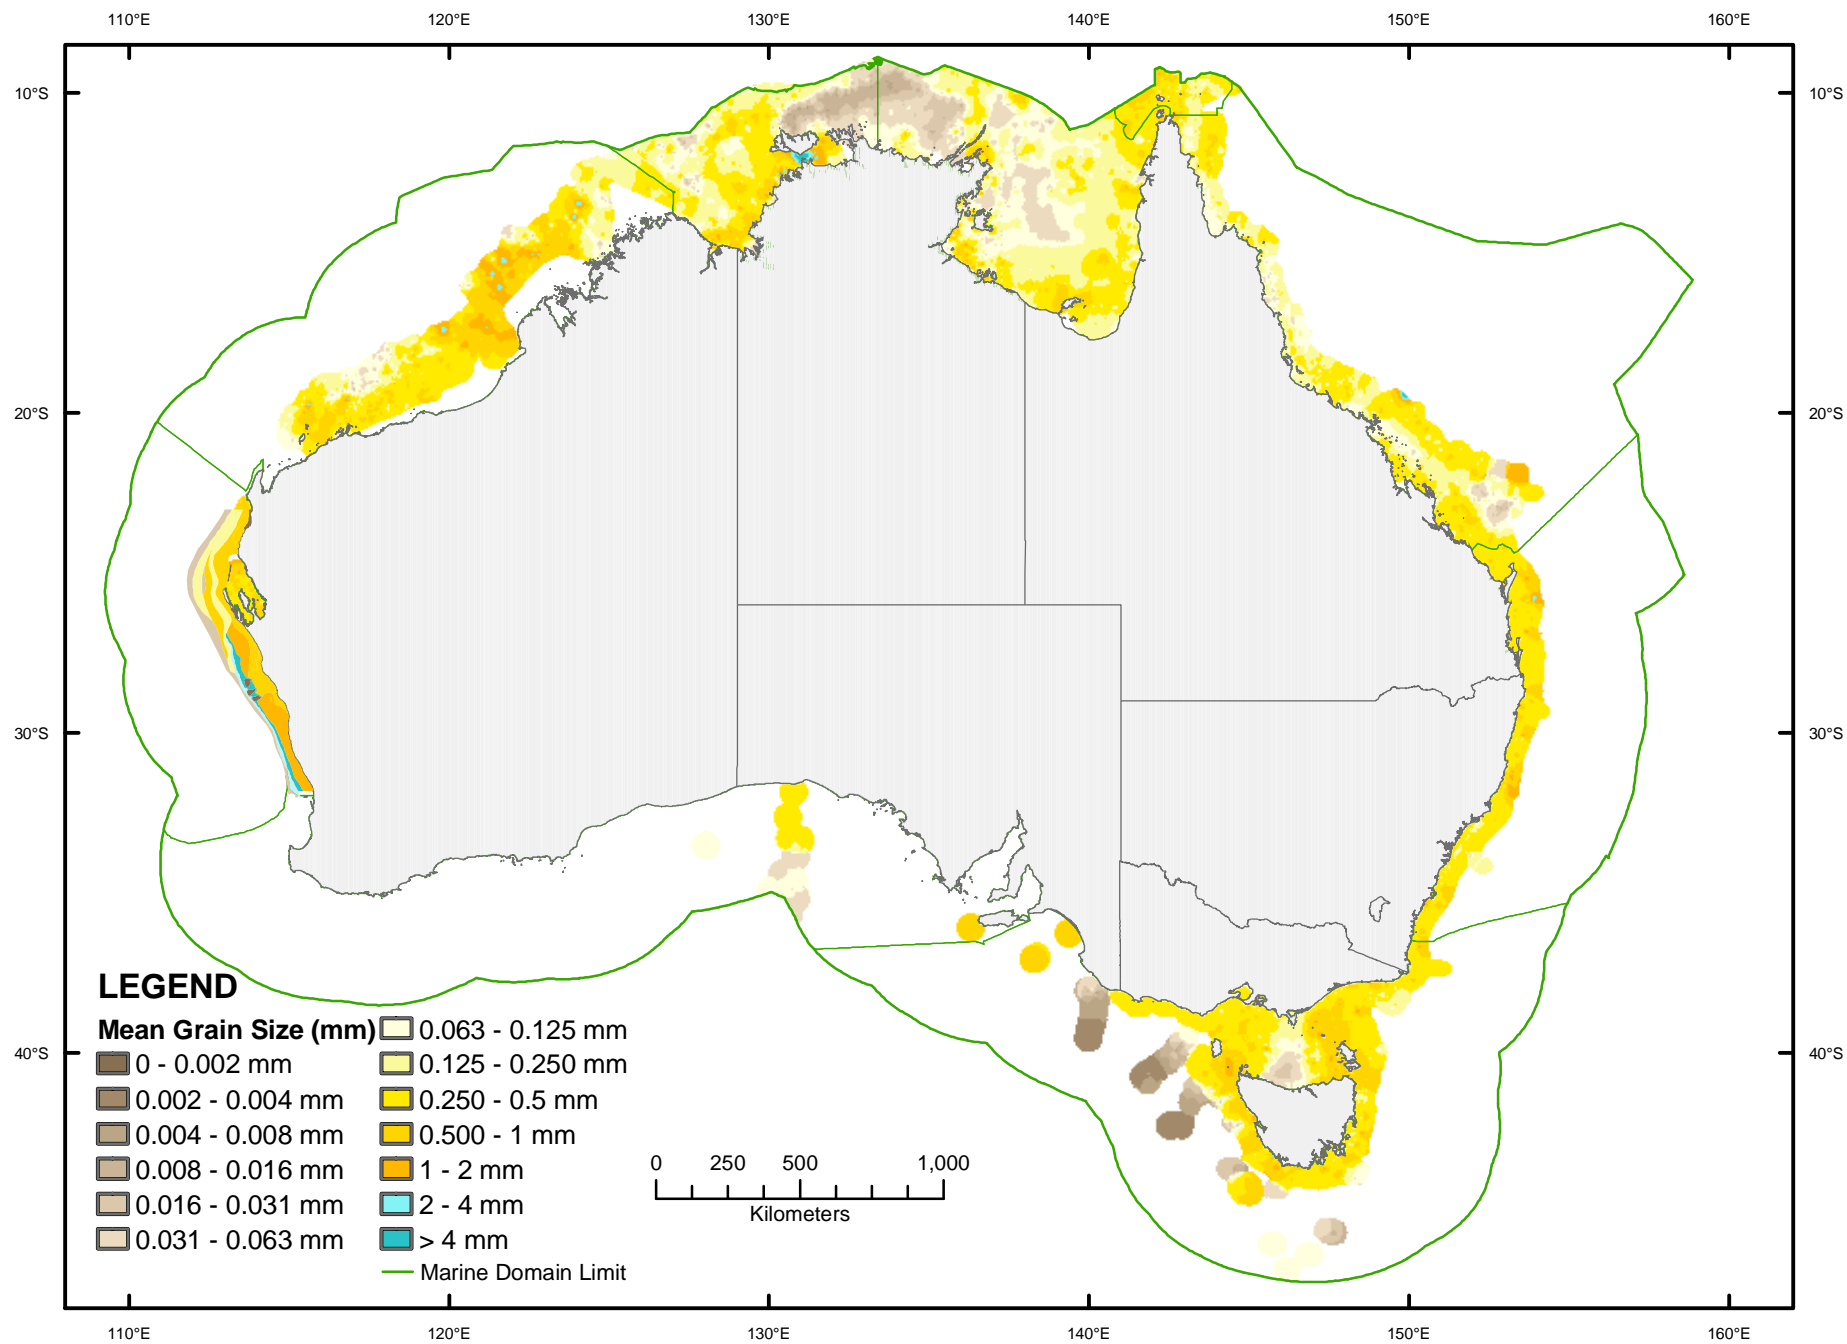 110°E 120°E 130°E 140°E 150°E 160°E
10°S 10°S
20°S 20°S
30°S 30°S
40°S 40°S
LEGEND
Mean Grain Size (mm)
0 - 0.002 mm
0.002 - 0.004 mm
0.004 - 0.008 mm
0.008 - 0.016 mm
0.016 - 0.031 mm
0.031 - 0.063 mm
0.063 - 0.125 mm
0.125 - 0.250 mm
0.250 - 0.5 mm
0.500 - 1 mm
1 - 2 mm
2 - 4 mm
> 4 mm
Marine Domain Limit
0 250 500 1,000
Kilometers
110°E 120°E 130°E 140°E 150°E 160°E